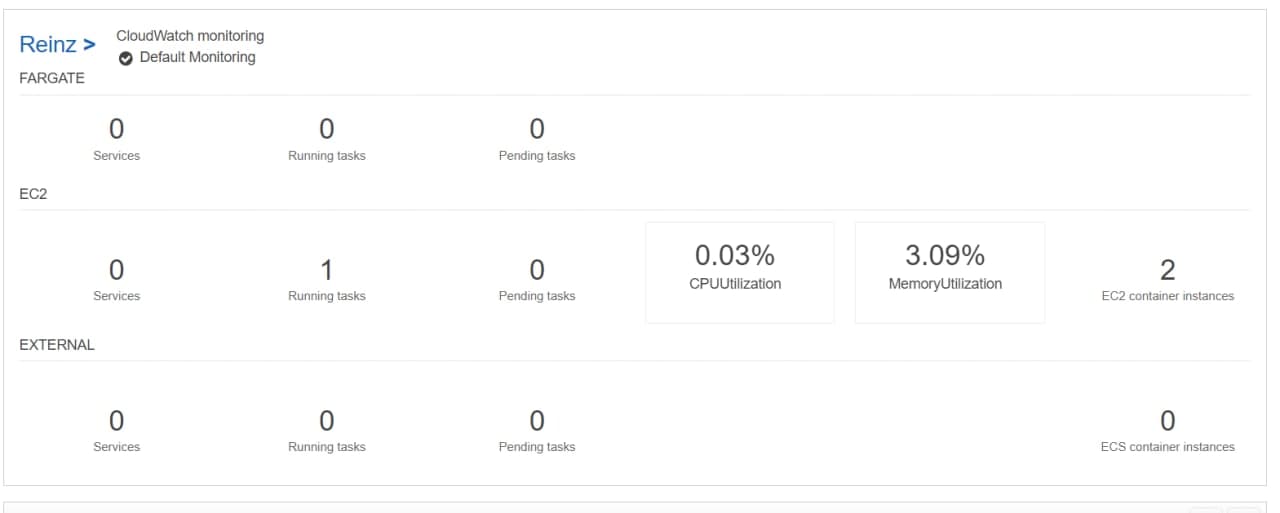 Reinz > CloudWatch monitoring
Default Monitoring
FARGATE
0 0 0
Services Running tasks Pending tasks
EC2
0 1 0 0.03% 3.09% 2
Services Running tasks Pending tasks CPUUtilization MemoryUtilization EC2 container instances
EXTERNAL
0 0 0 0
Services Running tasks Pending tasks ECS container instances